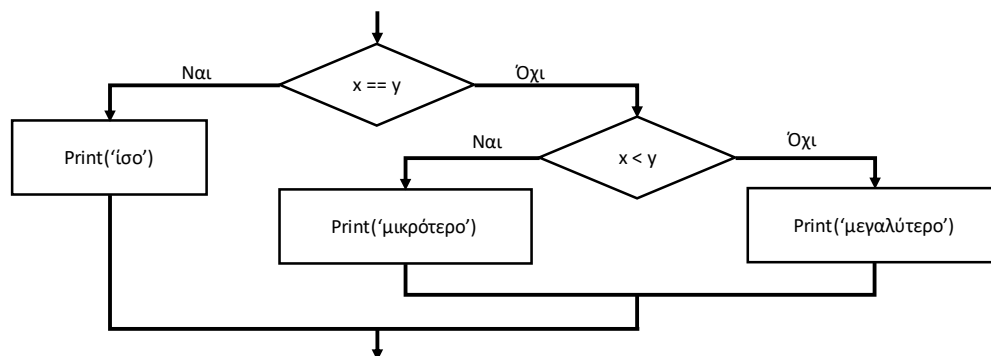 Ναι
x == y
Όχι
Print(‘ίσο’)
Ναι
x < y
Όχι
Print(‘μικρότερο’)
Print(‘μεγαλύτερο’)